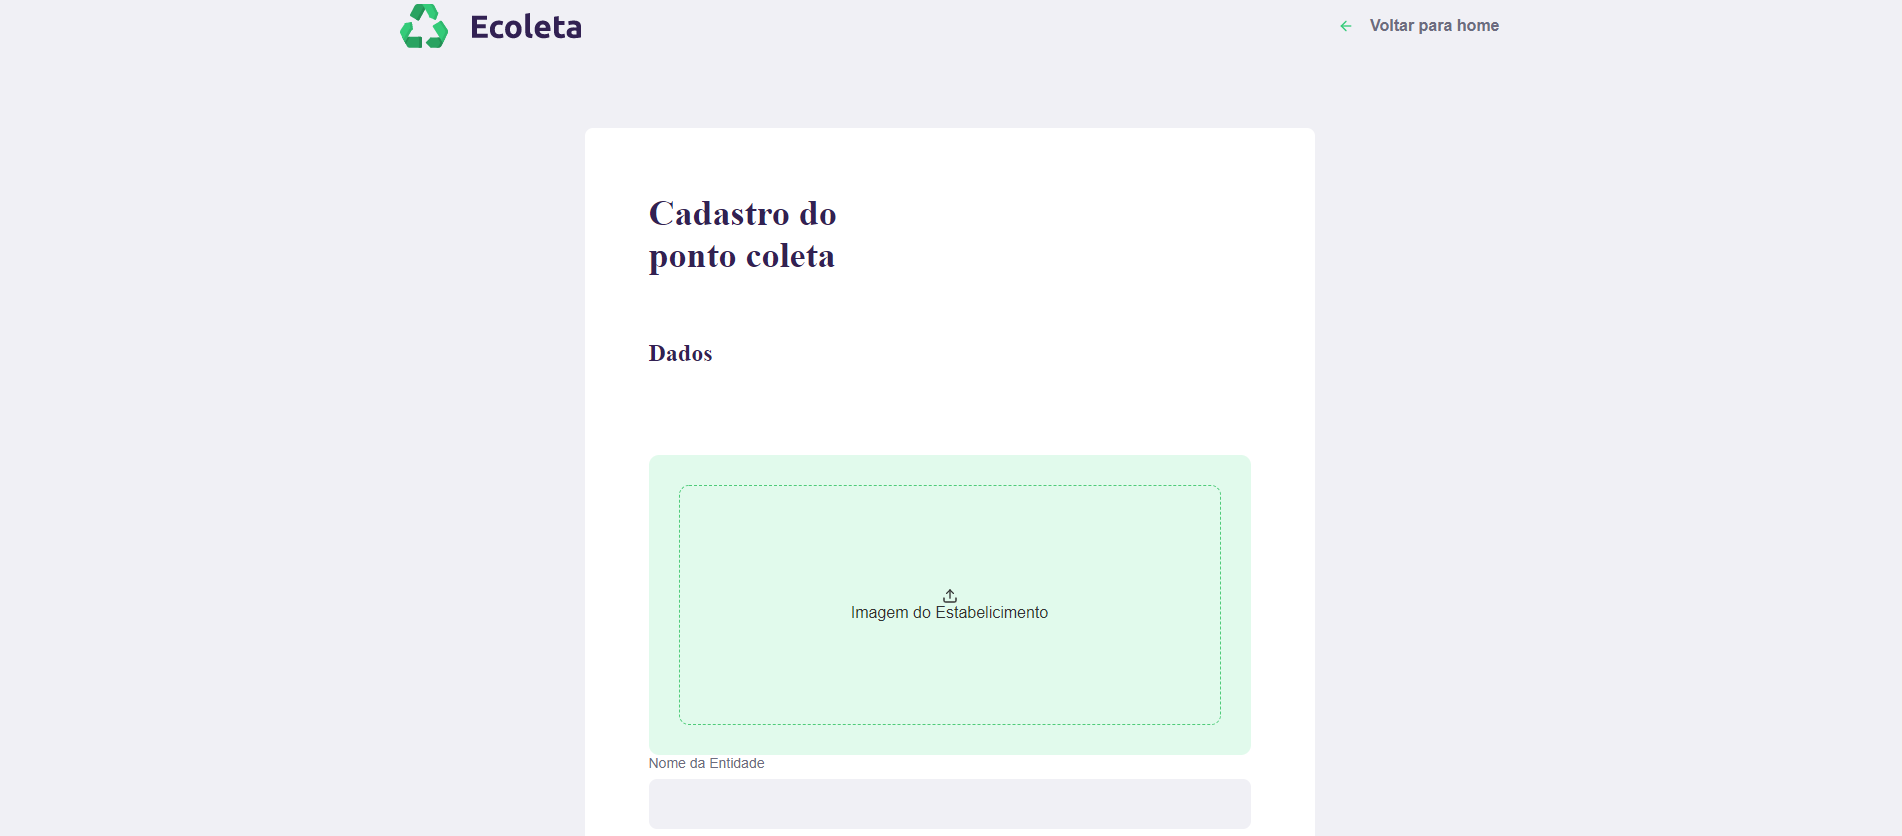 Ecoleta
Voltar para home
Cadastro do
ponto coleta
Dados
Imagem do Estabelicimento
Nome da Entidade